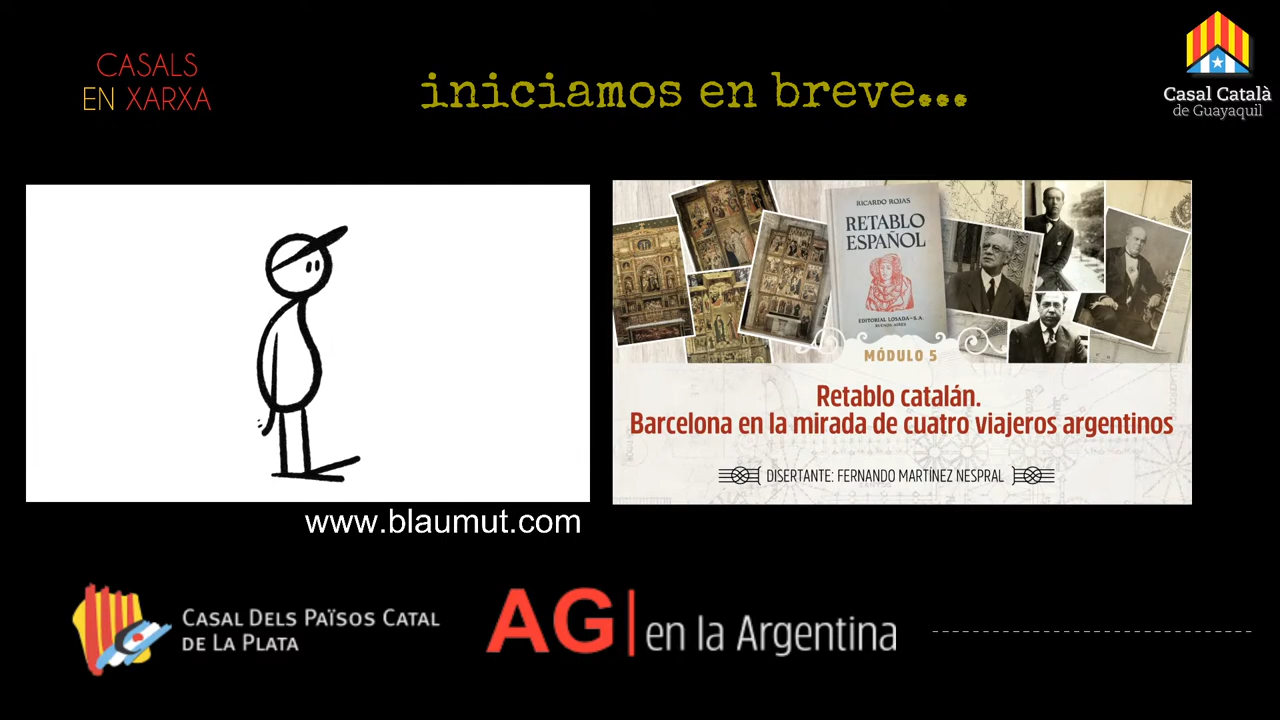 CASALS
EN XARXA
iniciamos en breve...
Casal Català
de Guayaquil
RICARDO ROJAS
RETABLO
ESPAÑOL
EDITORIAL LOSADA - S.A.
BUENOS AIRES
MÓDULO 5
Retablo catalán.
Barcelona en la mirada de cuatro viajeros argentinos
DISERTANTE: FERNANDO MARTÍNEZ NESPRAL
www.blaumut.com
CASAL DELS PAÏSOS CATAL
DE LA PLATA
AG| en la Argentina